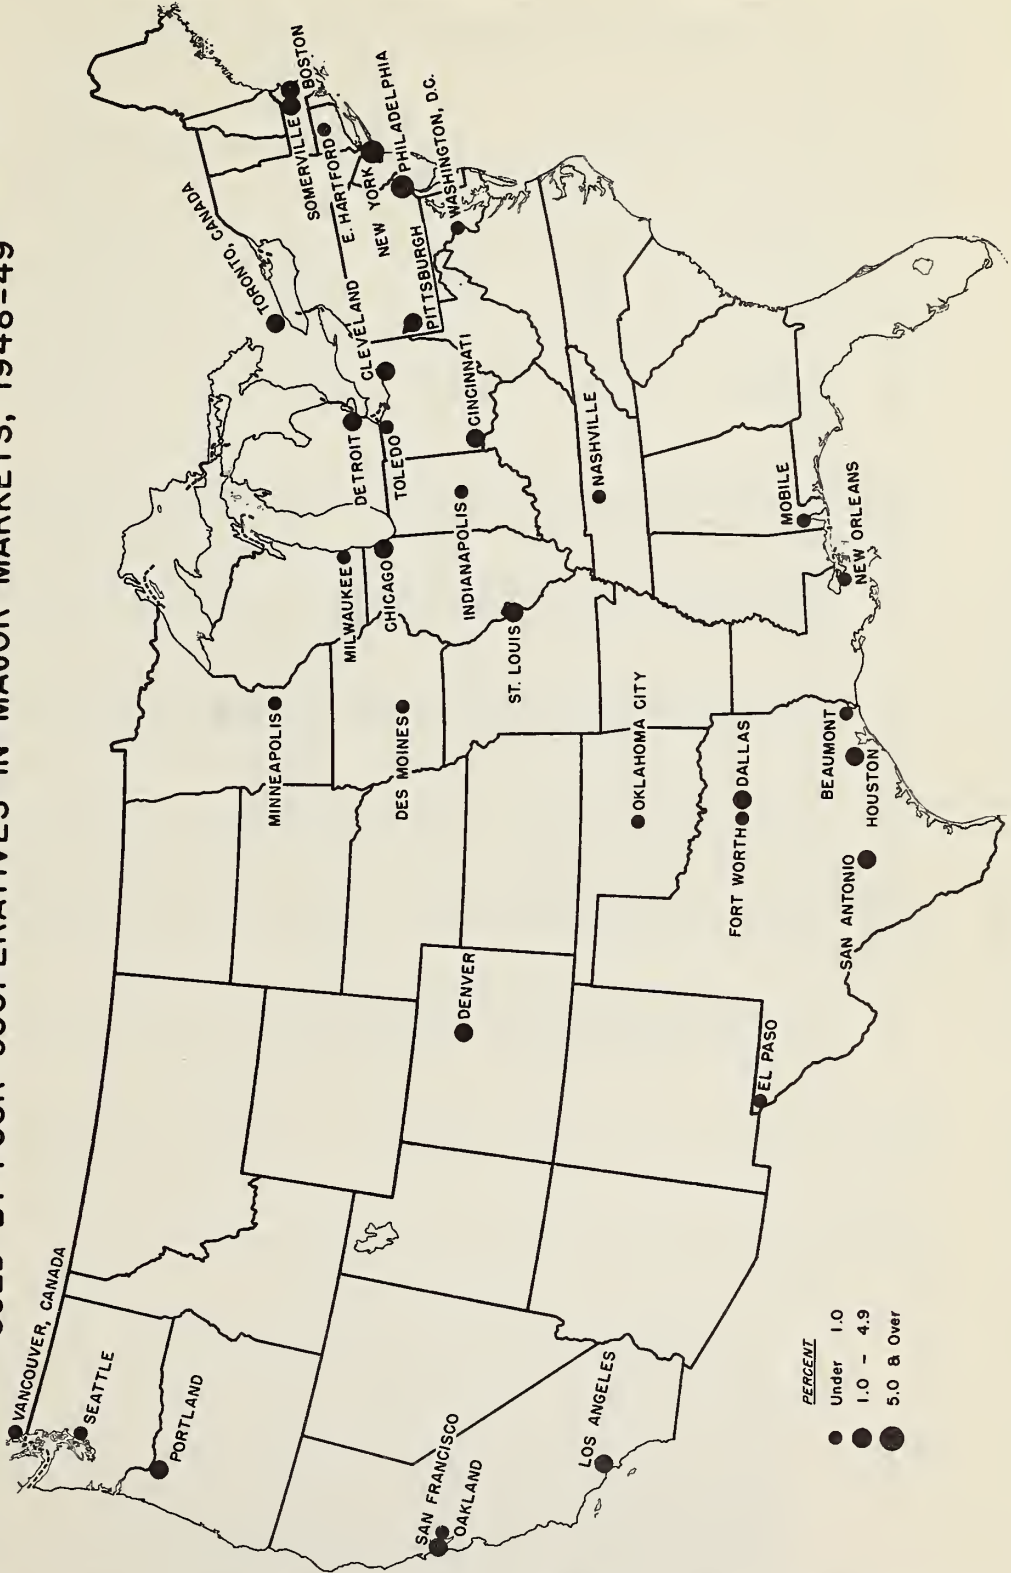 SOLD BY FOUR COOPERATIVES IN MAJOR MARKETS, 1948-49
VANCOUVER, CANADA
SEATTLE
PORTLAND
SAN FRANCISCO
OAKLAND
LOS ANGELES
DENVER
EL PASO
MINNEAPOLIS
DES MOINES
OKLAHOMA CITY
FORT WORTH
DALLAS
SAN ANTONIO
HOUSTON
BEAUMONT
MILWAUKEE
CHICAGO
INDIANAPOLIS
ST. LOUIS
DETROIT
TOLEDO
CLEVELAND
CINCINNATI
NASHVILLE
MOBILE
NEW ORLEANS
TORONTO, CANADA
PITTSBURGH
SOMERVILLE
BOSTON
E. HARTFORD
NEW YORK
PHILADELPHIA
WASHINGTON, D.C.
PERCENT
Under 1.0
1.0 - 4.9
5.0 & Over